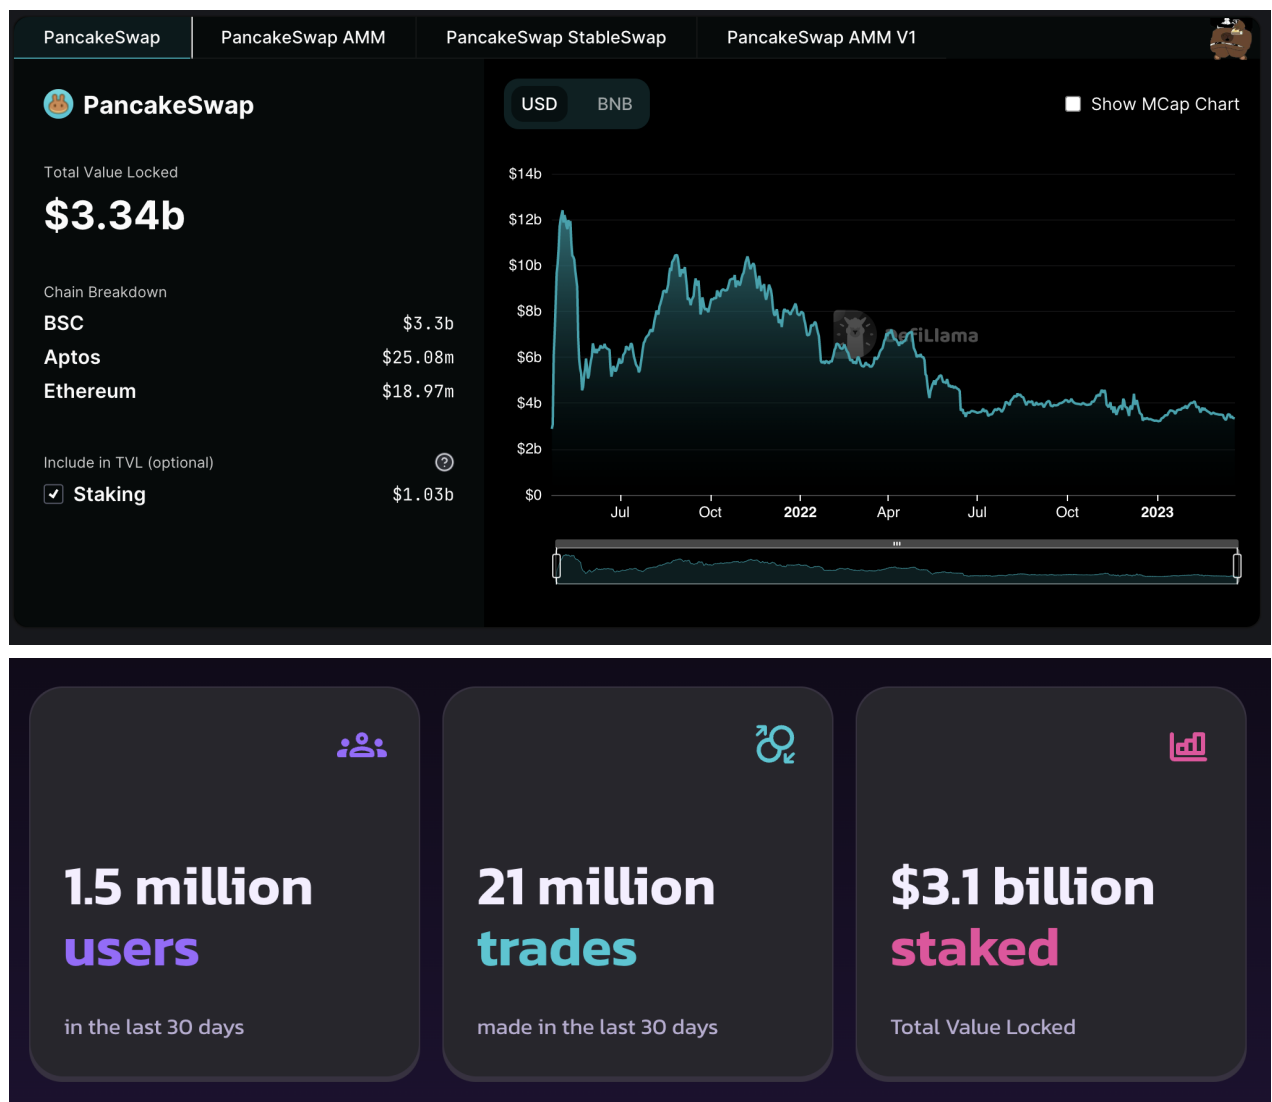 PancakeSwap
PancakeSwap AMM
PancakeSwap StableSwap
PancakeSwap AMM V1
PancakeSwap
Total Value Locked
$3.34b
Chain Breakdown
BSC $3.3b
Aptos $25.08m
Ethereum $18.97m
Include in TVL (optional) ?
Staking $1.03b
USD BNB
Show MCap Chart
$14b
$12b
$10b
$8b
$6b
$4b
$2b
$0
DefiLlama
Jul Oct 2022 Apr Jul Oct 2023
1.5 million
users
in the last 30 days
21 million
trades
made in the last 30 days
$3.1 billion
staked
Total Value Locked